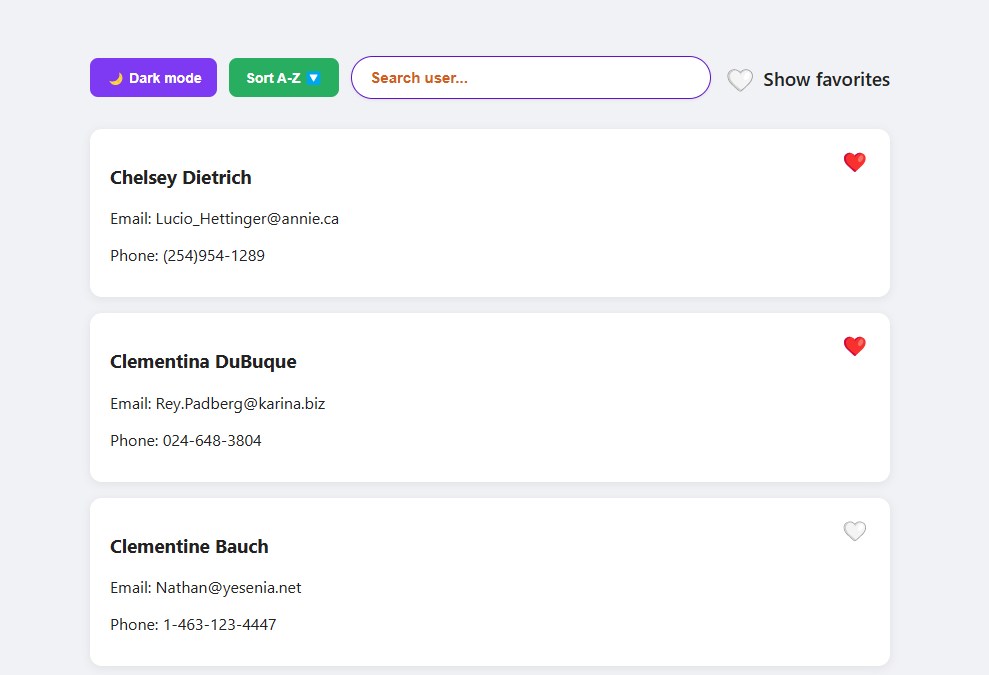 🌙 Dark mode
Sort A-Z 🔽
Search user...
Show favorites
Chelsey Dietrich
Email: Lucio_Hettinger@annie.ca
Phone: (254)954-1289
Clementina DuBuque
Email: Rey.Padberg@karina.biz
Phone: 024-648-3804
Clementine Bauch
Email: Nathan@yesenia.net
Phone: 1-463-123-4447